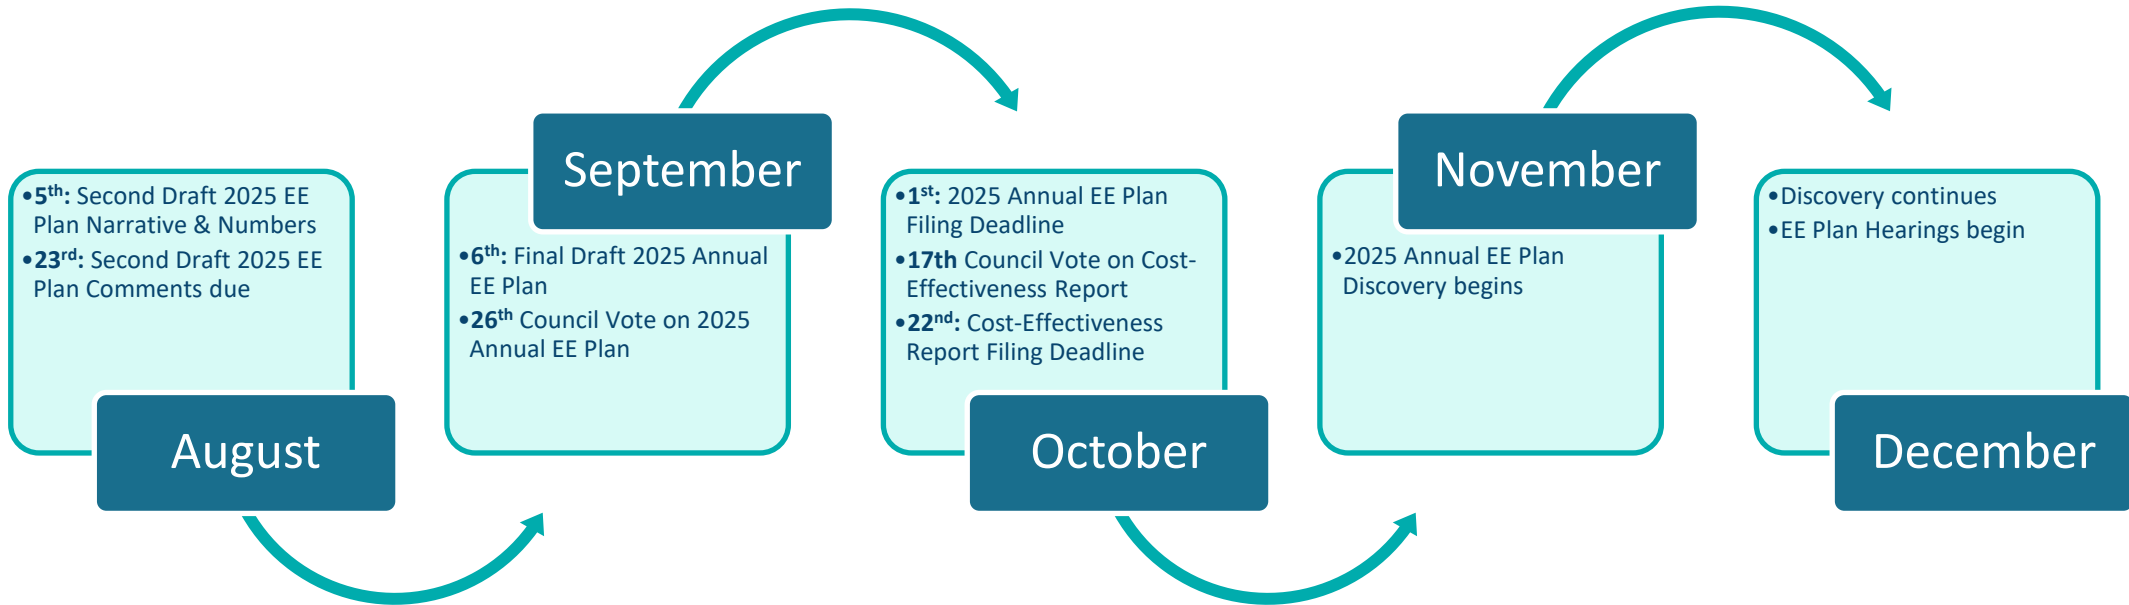 •5th: Second Draft 2025 EE
Plan Narrative & Numbers
•23rd: Second Draft 2025 EE
Plan Comments due
August
September
•6th: Final Draft 2025 Annual
EE Plan
•26th Council Vote on 2025
Annual EE Plan
•1st: 2025 Annual EE Plan
Filing Deadline
•17th Council Vote on Cost-
Effectiveness Report
•22nd: Cost-Effectiveness
Report Filing Deadline
October
November
•2025 Annual EE Plan
Discovery begins
•Discovery continues
•EE Plan Hearings begin
December